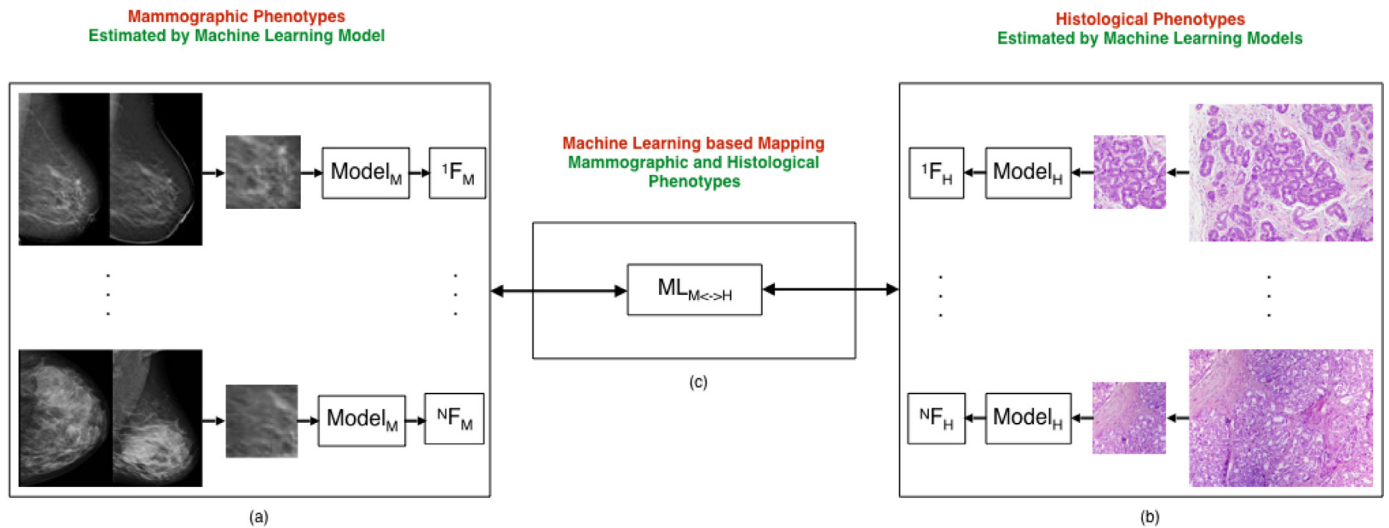 Mammographic Phenotypes
Estimated by Machine Learning Model
Histological Phenotypes
Estimated by Machine Learning Models
Machine Learning based Mapping
Mammographic and Histological
Phenotypes
Model_M
¹F_M
Model_M
ᴺF_M
(a)
ML_M<->H
(c)
¹F_H
Model_H
ᴺF_H
Model_H
(b)